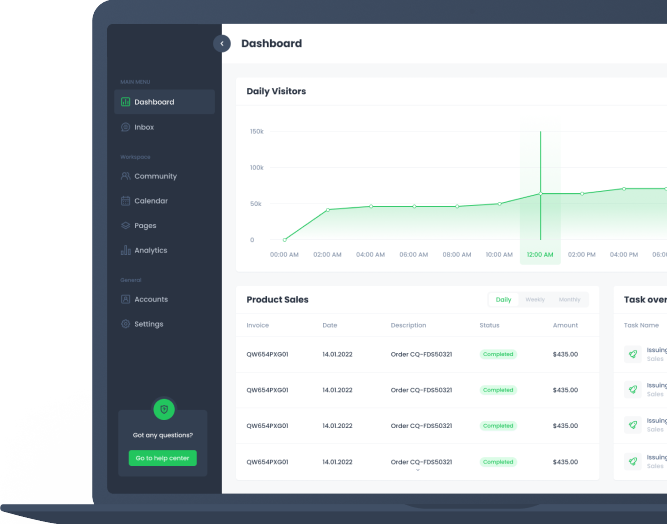 Dashboard
MAIN MENU
Dashboard
Inbox
Workspace
Community
Calendar
Pages
Analytics
General
Accounts
Settings
Got any questions?
Go to help center
Daily Visitors
150k
100k
50k
0
00:00 AM 02:00 AM 04:00 AM 06:00 AM 08:00 AM 10:00 AM 12:00 AM 02:00 PM 04:00 PM 06:00
Product Sales
Daily Weekly Monthly
Invoice Date Description Status Amount
QW654PXG01 14.01.2022 Order CQ-FDS50321 Completed $435.00
QW654PXG01 14.01.2022 Order CQ-FDS50321 Completed $435.00
QW654PXG01 14.01.2022 Order CQ-FDS50321 Completed $435.00
QW654PXG01 14.01.2022 Order CQ-FDS50321 Completed $435.00
Task over
Task Name
Issuing
Sales
Issuing
Sales
Issuing
Sales
Issuing
Sales